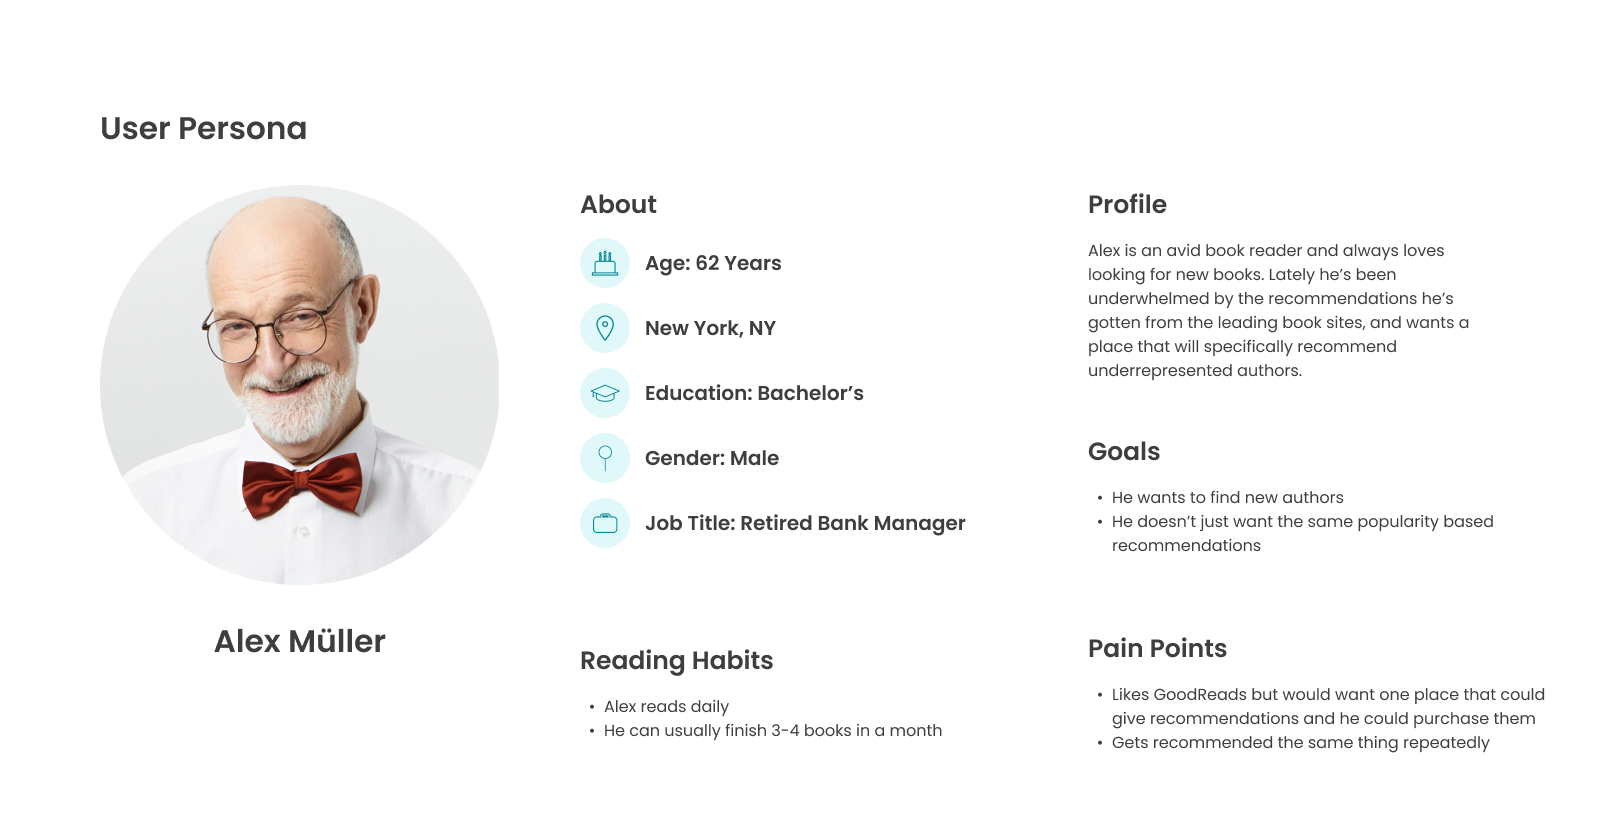 User Persona
Alex Müller
About
Age: 62 Years
New York, NY
Education: Bachelor’s
Gender: Male
Job Title: Retired Bank Manager
Reading Habits
• Alex reads daily
• He can usually finish 3-4 books in a month
Profile
Alex is an avid book reader and always loves
looking for new books. Lately he’s been
underwhelmed by the recommendations he’s
gotten from the leading book sites, and wants a
place that will specifically recommend
underrepresented authors.
Goals
• He wants to find new authors
• He doesn’t just want the same popularity based
recommendations
Pain Points
• Likes GoodReads but would want one place that could
give recommendations and he could purchase them
• Gets recommended the same thing repeatedly